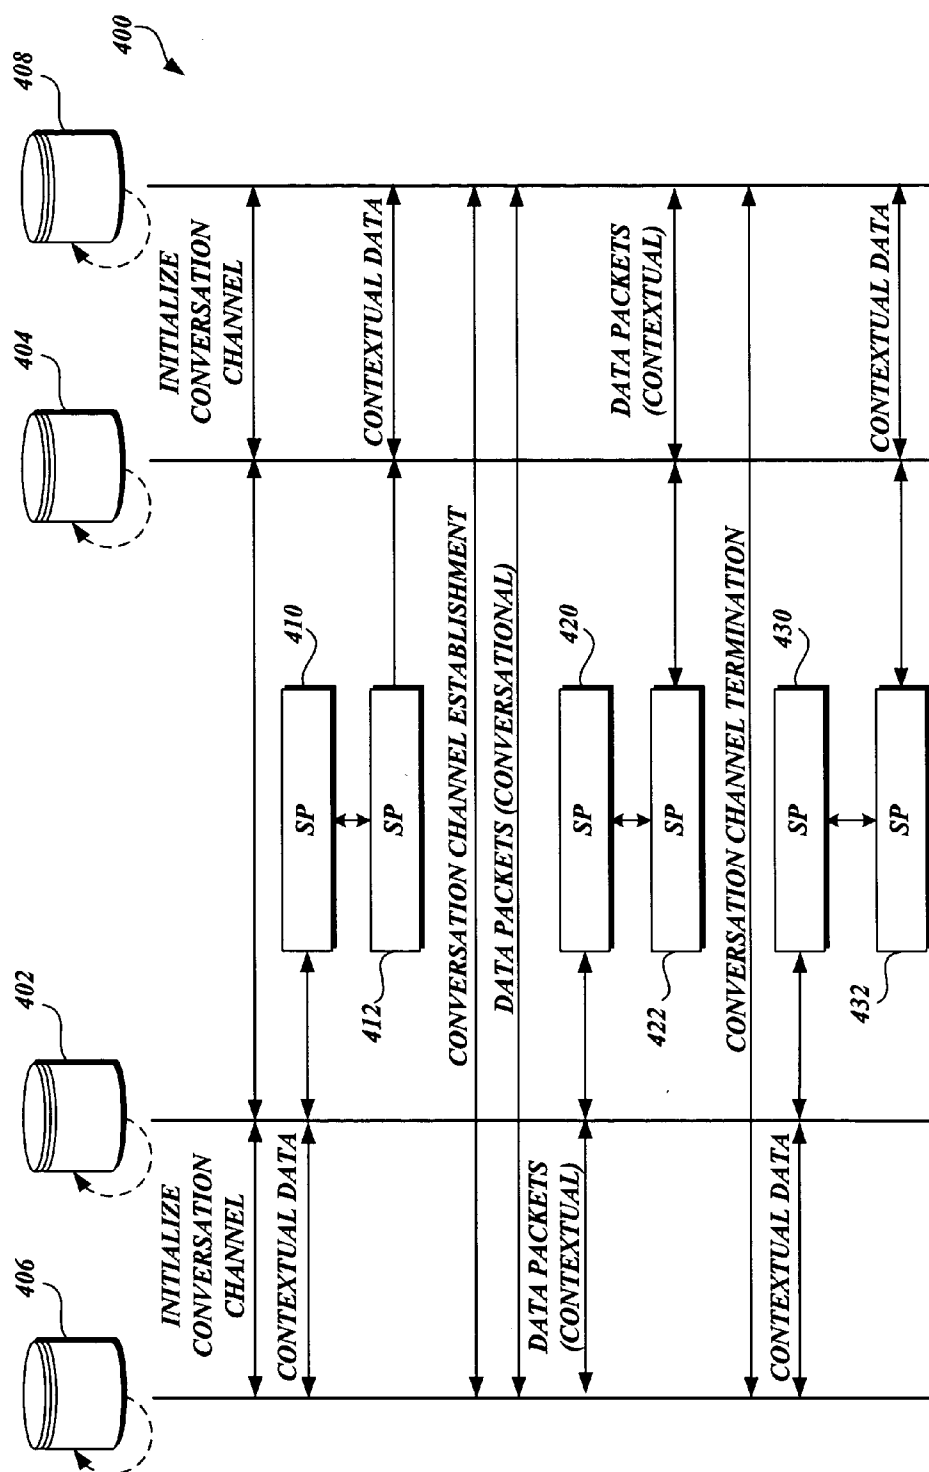 400
406
402
404
408
INITIALIZE
CONVERSATION
CHANNEL
INITIALIZE
CONVERSATION
CHANNEL
CONTEXTUAL DATA
SP
410
CONTEXTUAL DATA
SP
412
CONVERSATION CHANNEL ESTABLISHMENT
DATA PACKETS (CONVERSATIONAL)
DATA PACKETS
(CONTEXTUAL)
SP
420
DATA PACKETS
(CONTEXTUAL)
SP
422
CONVERSATION CHANNEL TERMINATION
CONTEXTUAL DATA
SP
430
CONTEXTUAL DATA
SP
432